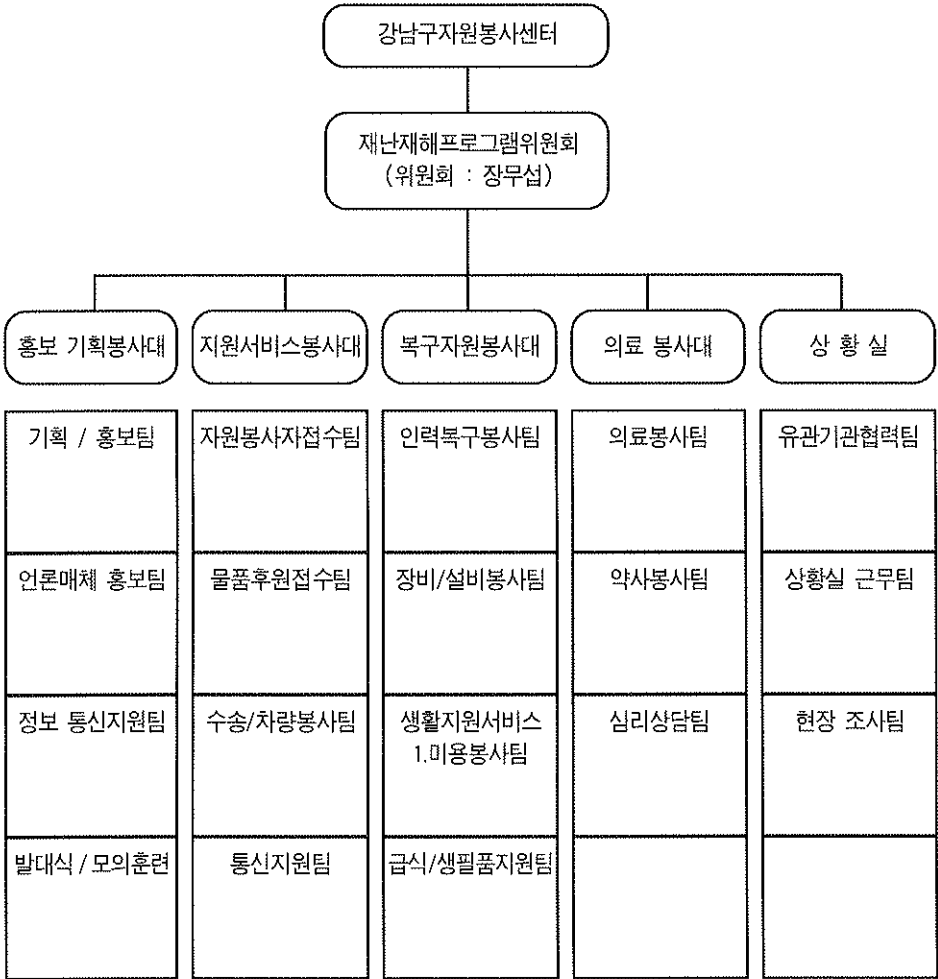 강남구자원봉사센터
재난재해프로그램위원회
(위원회 : 장무섭)
홍보 기획봉사대
지원서비스봉사대
복구자원봉사대
의료 봉사대
상 황 실
기획 / 홍보팀
자원봉사자접수팀
인력복구봉사팀
의료봉사팀
유관기관협력팀
언론매체 홍보팀
물품후원접수팀
장비/설비봉사팀
약사봉사팀
상황실 근무팀
정보 통신지원팀
수송/차량봉사팀
생활지원서비스
1.미용봉사팀
심리상담팀
현장 조사팀
발대식 / 모의훈련
통신지원팀
급식/생필품지원팀